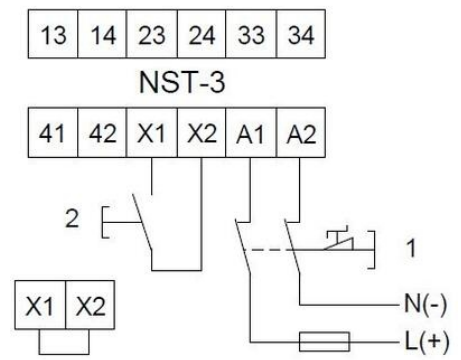 13 14 23 24 33 34
NST-3
41 42 X1 X2 A1 A2
2
1
X1 X2
N(-)
L(+)